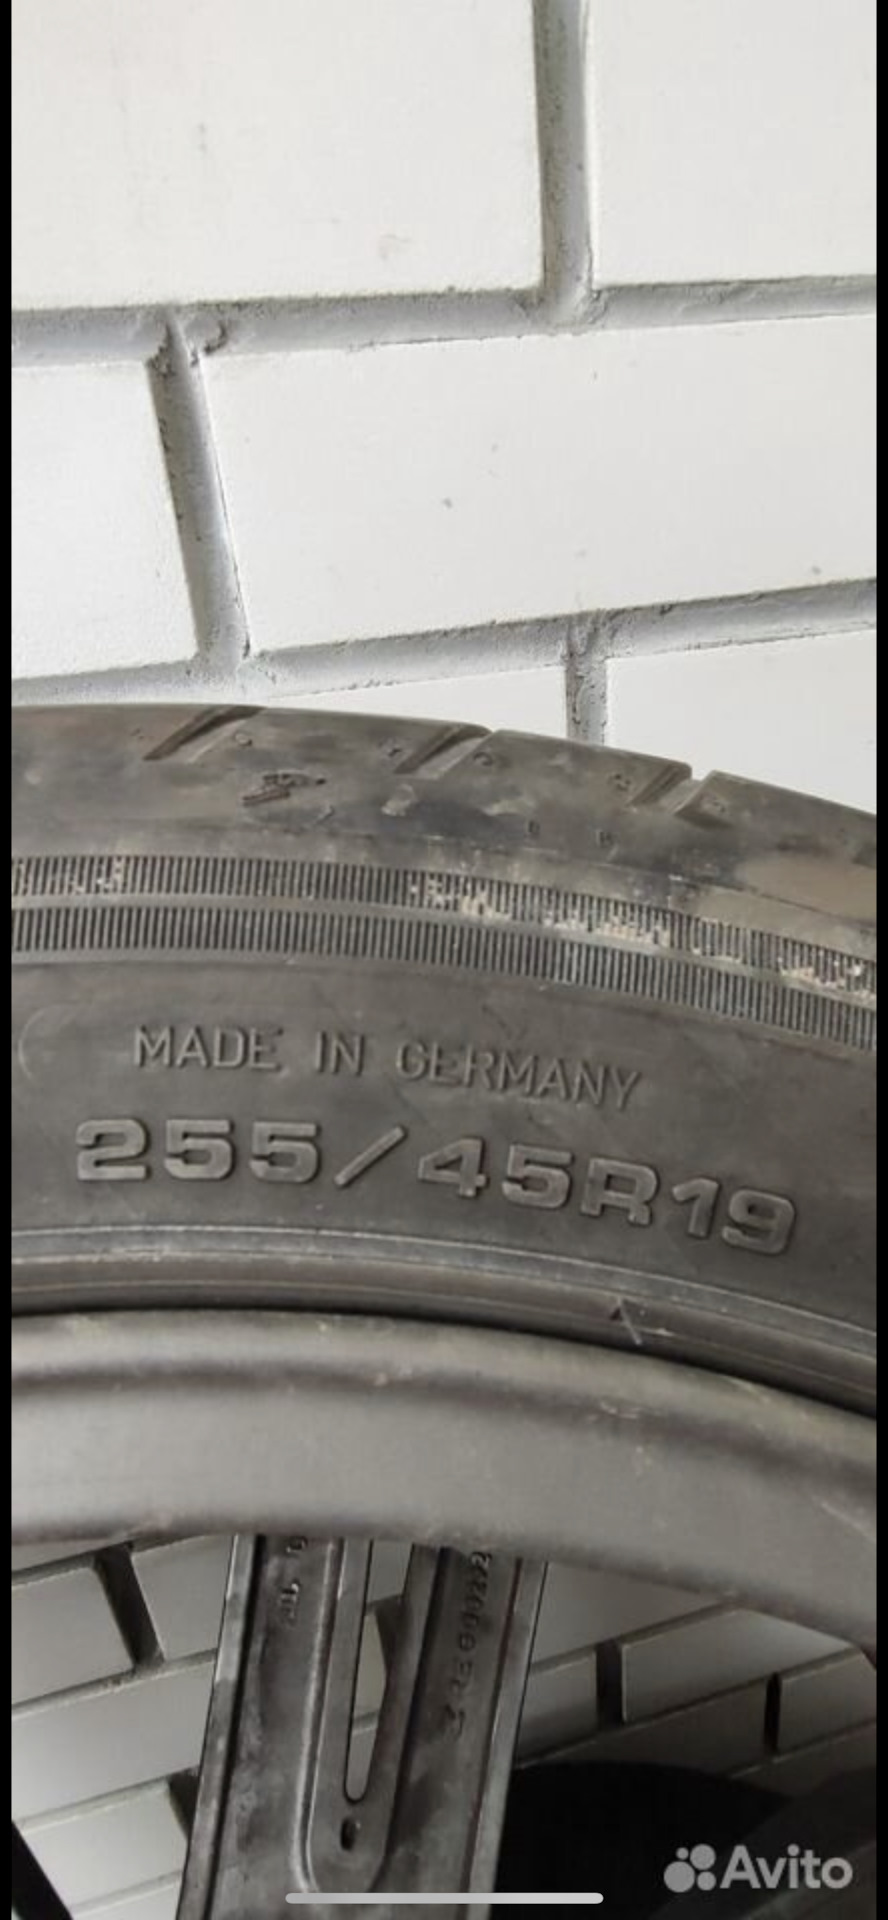 MADE IN GERMANY
255/45R19
Avito